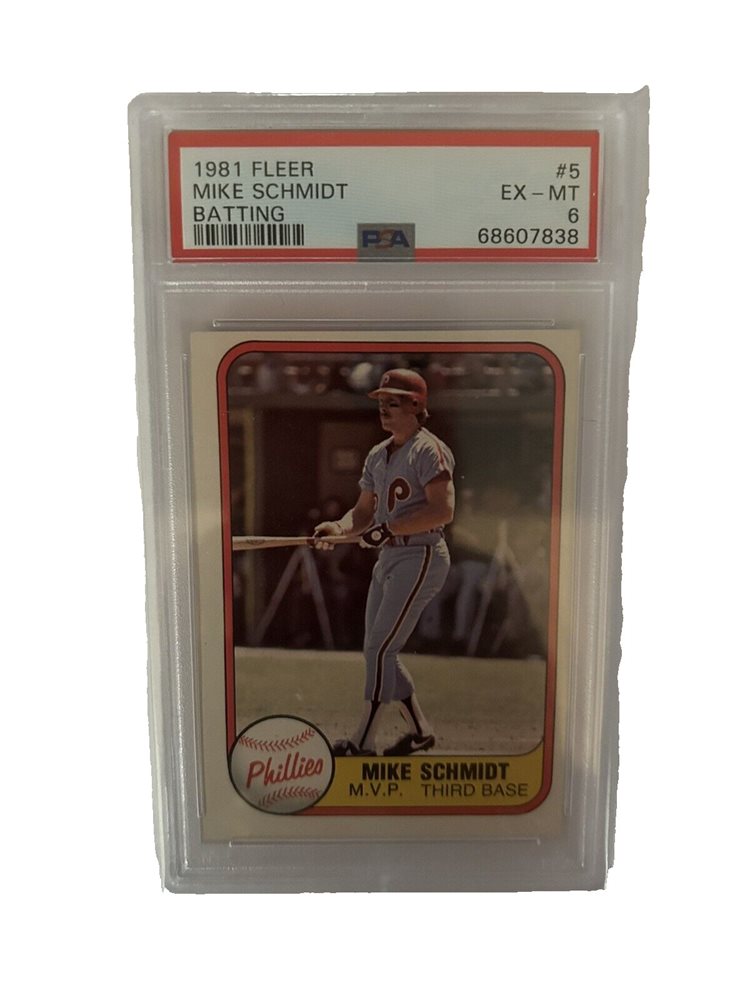 1981 FLEER #5
MIKE SCHMIDT EX - MT
BATTING 6
PSA 68607838
P
P
Phillies
MIKE SCHMIDT
M.V.P. THIRD BASE